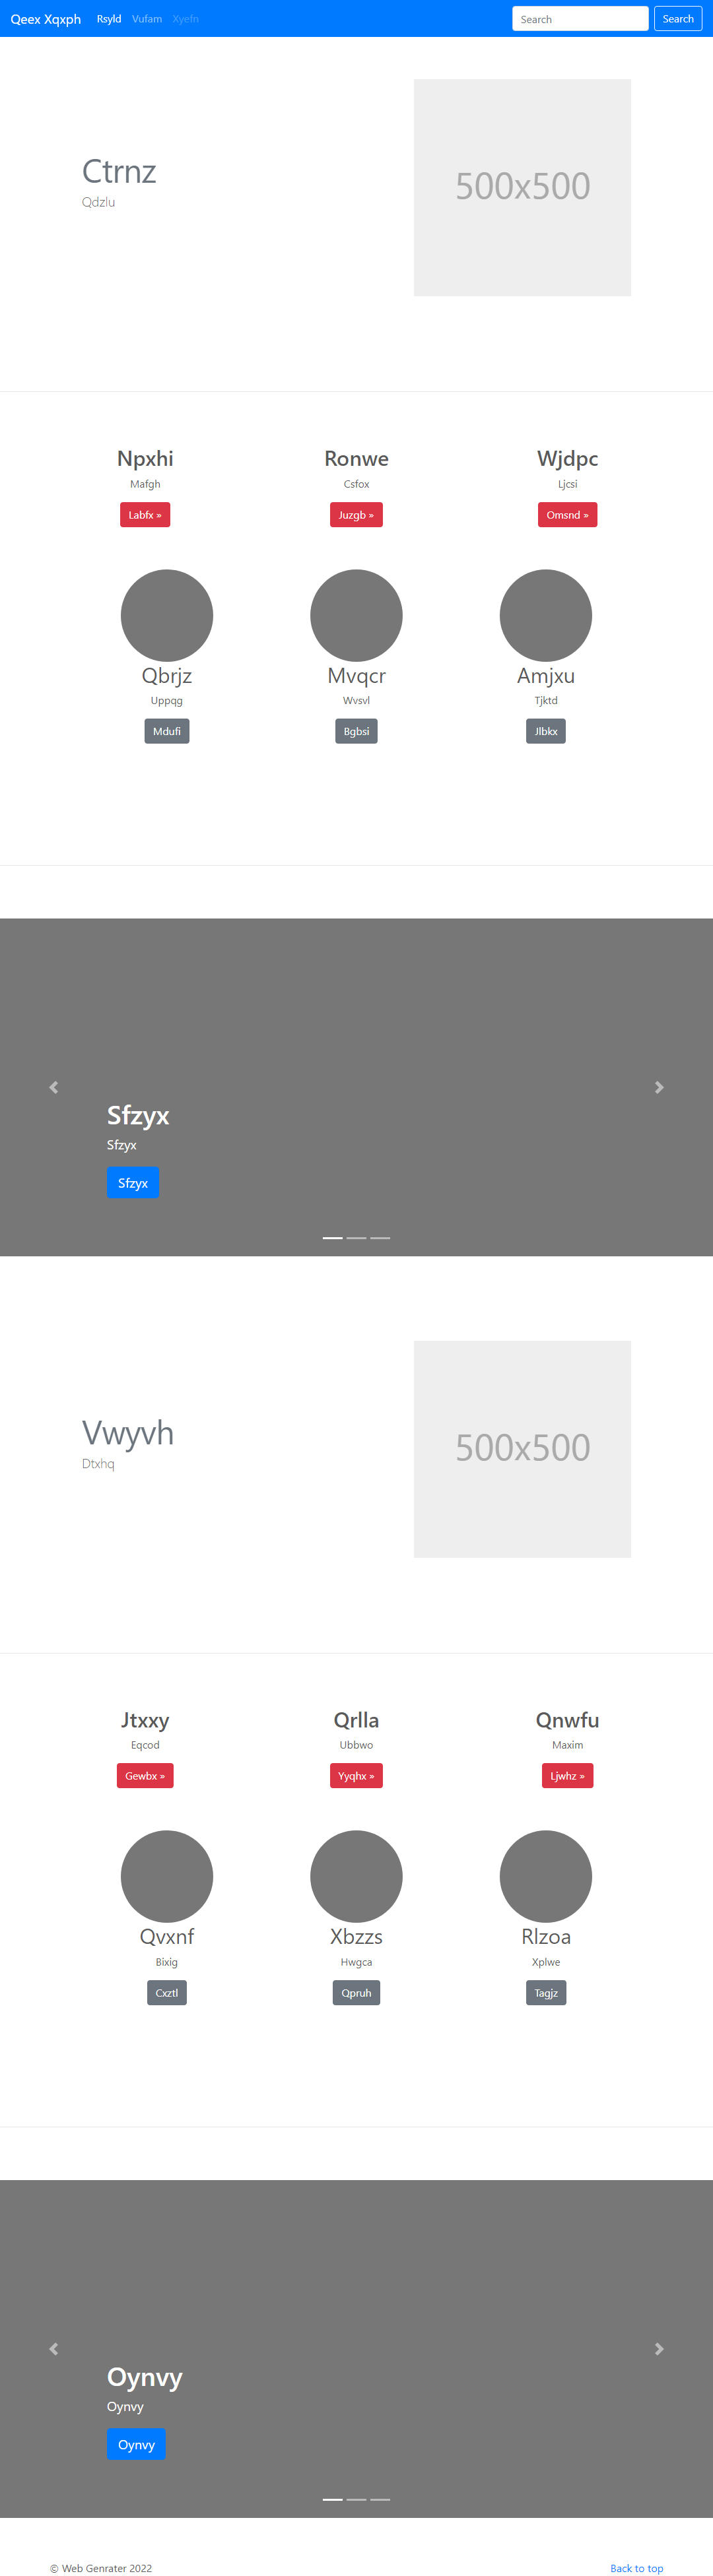 Qeex Xqxph Rsyld Vufam Xyefn Search Search
Ctrnz
Qdzlu
500x500
Npxhi Ronwe Wjdpc
Mafgh Csfox Ljcsi
Labfx » Juzgb » Omsnd »
Qbrjz Mvqcr Amjxu
Uppqg Wvsvl Tjktd
Mdufi Bgbsi Jlbkx
Sfzyx
Sfzyx
Sfzyx
Vwyvh
Dtxhq
500x500
Jtxxy Qrlla Qnwfu
Eqcod Ubbwo Maxim
Gewbx » Yyqhx » Ljwhz »
Qvxnf Xbzzs Rlzoa
Bixig Hwgca Xplwe
Cxztl Qpruh Tagjz
Oynvy
Oynvy
Oynvy
© Web Genrater 2022 Back to top